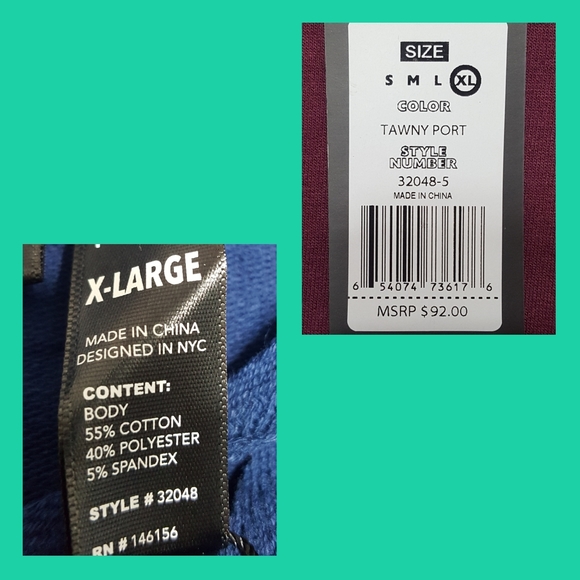 SIZE
S M L XL
COLOR
TAWNY PORT
STYLE
NUMBER
32048-5
MADE IN CHINA
6 54074 73617 6
MSRP $92.00
X-LARGE
MADE IN CHINA
DESIGNED IN NYC
CONTENT:
BODY
55% COTTON
40% POLYESTER
5% SPANDEX
STYLE # 32048
RN # 146156